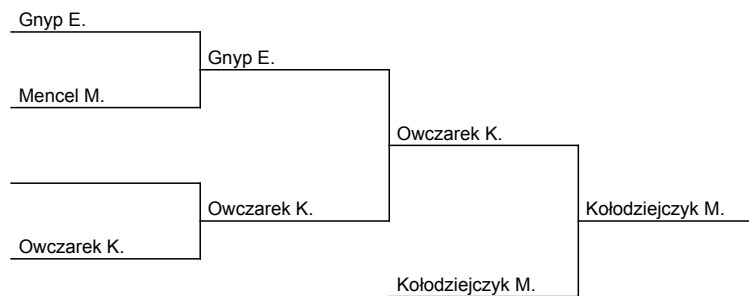 Gnyp E.
Gnyp E.
Mencel M.
Owczarek K.
Owczarek K.
Kołodziejczyk M.
Owczarek K.
Kołodziejczyk M.